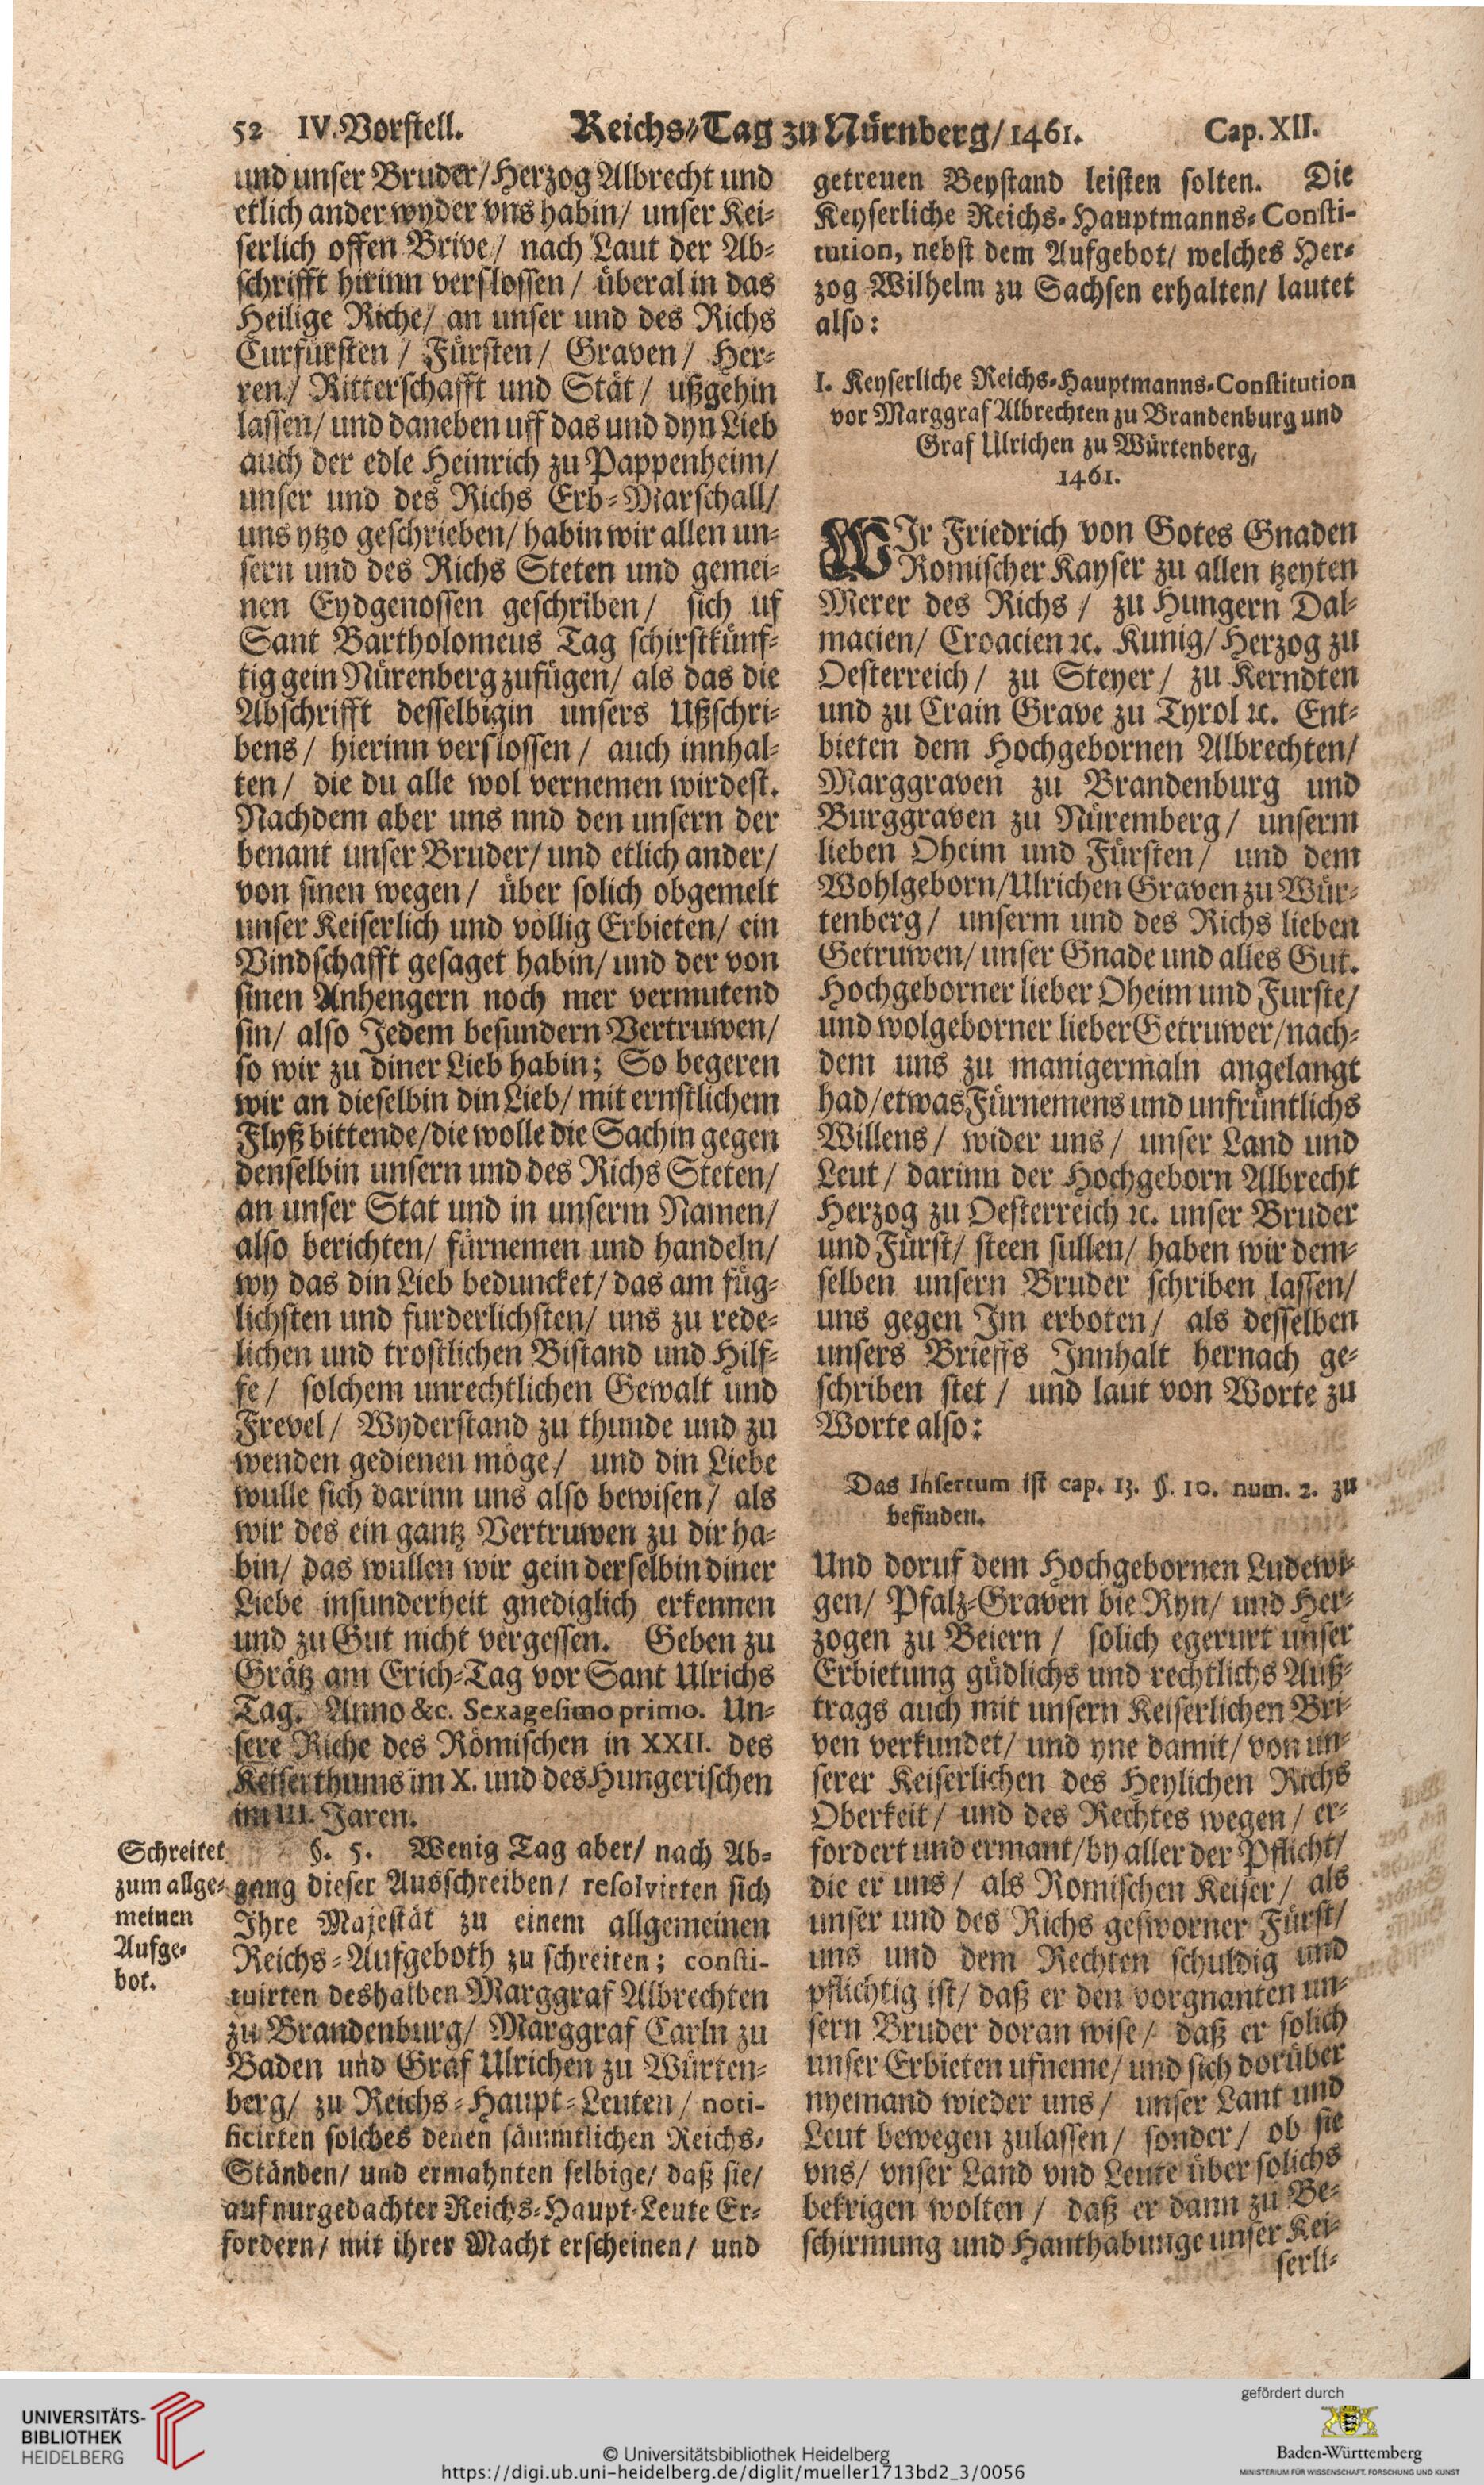 52 IV. Vorstell. Reichs-Tag zu Nürnberg/ 1461. Cap. XII.
und unser Bruder/ Herzog Albrecht und
etlich ander wyder vns habin/ unser Kei-
serlich offen Brive/ nach Laut der Ab-
schrifft hirinn verslossen/ überal in das
Heilige Riche/ an unser und des Richs
Curfürsten/ Fürsten/ Graven/ Her-
ren/ Ritterschafft und Stät/ ußgehin
lassen/ und daneben uff das und dyn Lieb
auch der edle Heinrich zu Pappenheim/
unser und des Richs Erb-Marschall/
uns ytzo geschrieben/ habin wir allen un-
sern und des Richs Steten und gemei-
nen Eydgenossen geschriben/ sich uf
Sant Bartholomeus Tag schirstkünf-
tig gein Nürenberg zufügen/ als das die
Abschrifft desselbigin unsers Ußschri-
bens/ hierinn verslossen/ auch innhal-
ten/ die du alle wol vernemen wirdest.
Nachdem aber uns nnd den unsern der
benant unser Bruder/ und etlich ander/
von sinen wegen/ über solich obgemelt
unser Keiserlich und völlig Erbieten/ ein
Vindschafft gesaget habin/ und der von
sinen Anhengern noch mer vermutend
sin/ also Jedem besundern Vertruwen/
so wir zu diner Lieb habin; So begeren
wir an dieselbin din Lieb/ mit ernstlichem
Flyß bittende/ die wolle die Sachin gegen
denselbin unsern und des Richs Steten/
an unser Stat und in unserm Namen/
also berichten/ fürnemen und handeln/
wy das din Lieb beduncket/ das am füg-
lichsten und furderlichsten/ uns zu rede-
lichen und trostlichen Bistand und Hilf-
fe/ solchem unrechtlichen Gewalt und
Frevel/ Wyderstand zu thunde und zu
wenden gedienen möge/ und din Liebe
wulle sich darinn uns also bewisen/ als
wir des ein gantz Vertruwen zu dir ha-
bin/ das wullen wir gein derselbin diner
Liebe insunderheit gnediglich erkennen
und zu Gut nicht vergessen. Geben zu
Grätz am Erich-Tag vor Sant Ulrichs
Tag. Anno &c. Sexagesimo primo. Un-
sere Riche des Römischen in XXII. des
Keiserthums im X. und des Hungerischen
im III. Jaren.
Schreitet
zum allge-
meinen
Aufge-
bot.
§. 5. Wenig Tag aber/ nach Ab-
gang dieser Ausschreiben/ resolvirten sich
Ihre Majestät zu einem allgemeinen
Reichs-Aufgeboth zu schreiten; consti-
tuirten deshalben Marggraf Albrechten
zu Brandenburg/ Marggraf Carln zu
Baden und Graf Ulrichen zu Würten-
berg/ zu Reichs-Haupt-Leuten/ noti-
ficirten solches denen sämmtlichen Reichs-
Ständen/ und ermahnten selbige/ daß sie/
auf nurgedachter Reichs-Haupt-Leute Er-
fordern/ mit ihrer Macht erscheinen/ und
getreuen Beystand leisten solten. Die
Keyserliche Reichs-Hauptmanns-Consti-
tution, nebst dem Aufgebot/ welches Her-
zog Wilhelm zu Sachsen erhalten/ lautet
also:
I. Keyserliche Reichs-Hauptmanns-Constitution
vor Marggraf Albrechten zu Brandenburg und
Graf Ulrichen zu Würtenberg,
1461.
WIr Friedrich von Gotes Gnaden
Romischer Kayser zu allen tzeyten
Merer des Richs/ zu Hungern Dal-
macien/ Croacien ꝛc. Kunig/ Herzog zu
Oesterreich/ zu Steyer/ zu Kerndten
und zu Crain Grave zu Tyrol ꝛc. Ent-
bieten dem Hochgebornen Albrechten/
Marggraven zu Brandenburg und
Burggraven zu Nüremberg/ unserm
lieben Oheim und Fürsten/ und dem
Wohlgeborn/ Ulrichen Graven zu Wür-
tenberg/ unserm und des Richs lieben
Getruwen/ unser Gnade und alles Gut.
Hochgeborner lieber Oheim und Furste/
und wolgeborner lieber Getruwer/ nach-
dem uns zu manigermaln angelangt
had/ etwas Fürnemens und unfrüntlichs
Willens/ wider uns/ unser Land und
Leut/ darinn der Hochgeborn Albrecht
Herzog zu Oesterreich ꝛc. unser Bruder
und Fürst/ steen sullen/ haben wir dem-
selben unsern Bruder schriben lassen/
uns gegen Im erboten/ als desselben
unsers Brieffs Innhalt hernach ge-
schriben stet/ und laut von Worte zu
Worte also:
Das Insertum ist cap. 13. §. 10. num. 2. zu
befinden.
Und doruf dem Hochgebornen Ludewi-
gen/ Pfalz-Graven bie Ryn/ und Her-
zogen zu Beiern/ solich egerurt unser
Erbietung güdlichs und rechtlichs Auß-
trags auch mit unsern Keiserlichen Bri-
ven verkundet/ und yne damit/ von un-
serer Keiserlichen des Heylichen Richs
Oberkeit/ und des Rechtes wegen/ er-
fordert und ermant/ by aller der Pflicht/
die er uns/ als Romischen Keiser/ als
unser und des Richs gesworner Fürst/
uns und dem Rechten schuldig und
pflichtig ist/ daß er den vorgnanten un-
sern Bruder doran wise/ daß er solich
unser Erbieten ufneme/ und sich dorüber
nyemand wieder uns/ unser Lant und
Leut bewegen zulassen/ sonder/ ob sie
vns/ vnser Land vnd Leute über solichs
bekrigen wolten/ daß er dann zu Be-
schirmung und Hanthabunge unser Kei-
serli-
UNIVERSITÄTS-
BIBLIOTHEK
HEIDELBERG
© Universitätsbibliothek Heidelberg
https://digi.ub.uni-heidelberg.de/diglit/mueller1713bd2_3/0056
gefördert durch
Baden-Württemberg
MINISTERIUM FÜR WISSENSCHAFT, FORSCHUNG UND KUNST